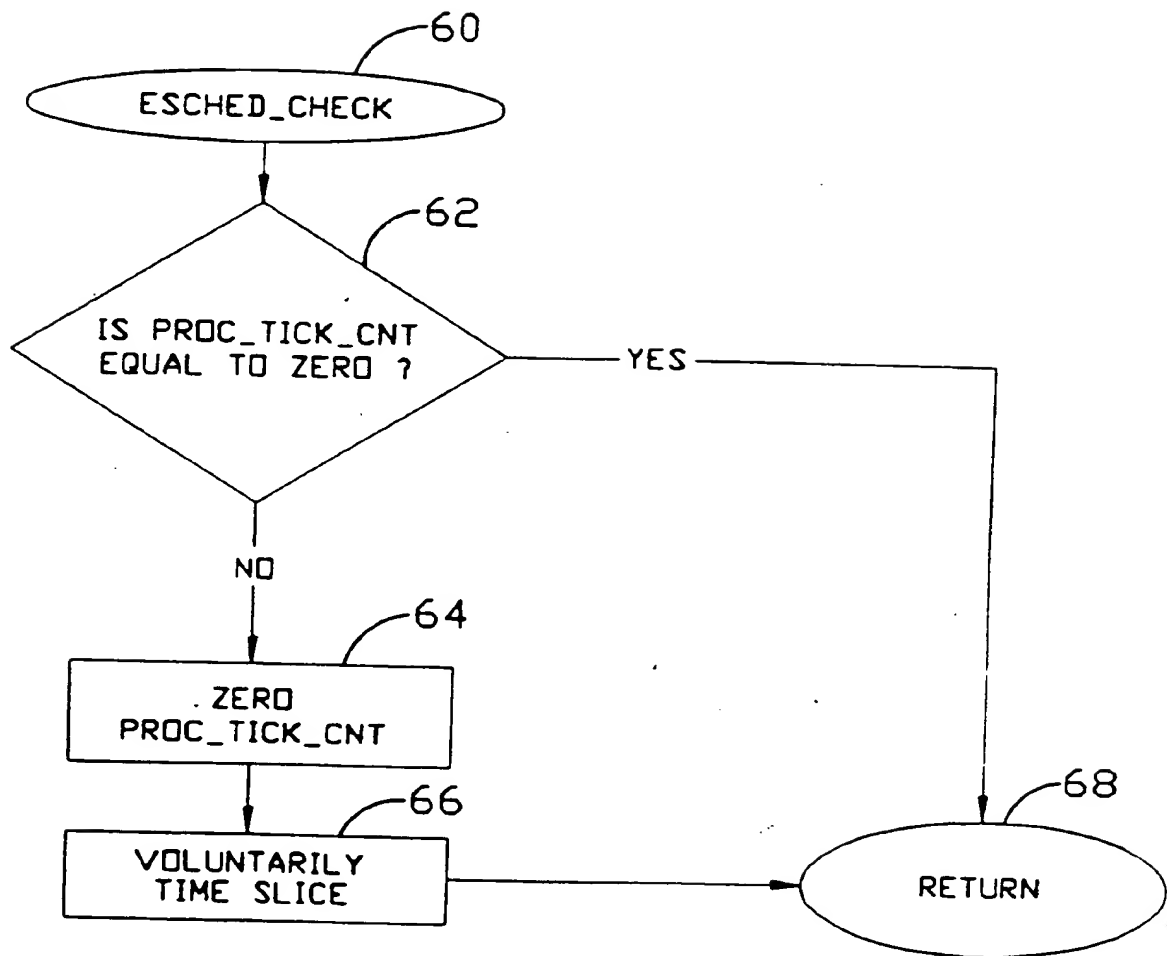 60
ESCHED_CHECK
62
IS PROC_TICK_CNT
EQUAL TO ZERO ?
YES
NO
64
ZERO
PROC_TICK_CNT
66
VOLUNTARILY
TIME SLICE
68
RETURN